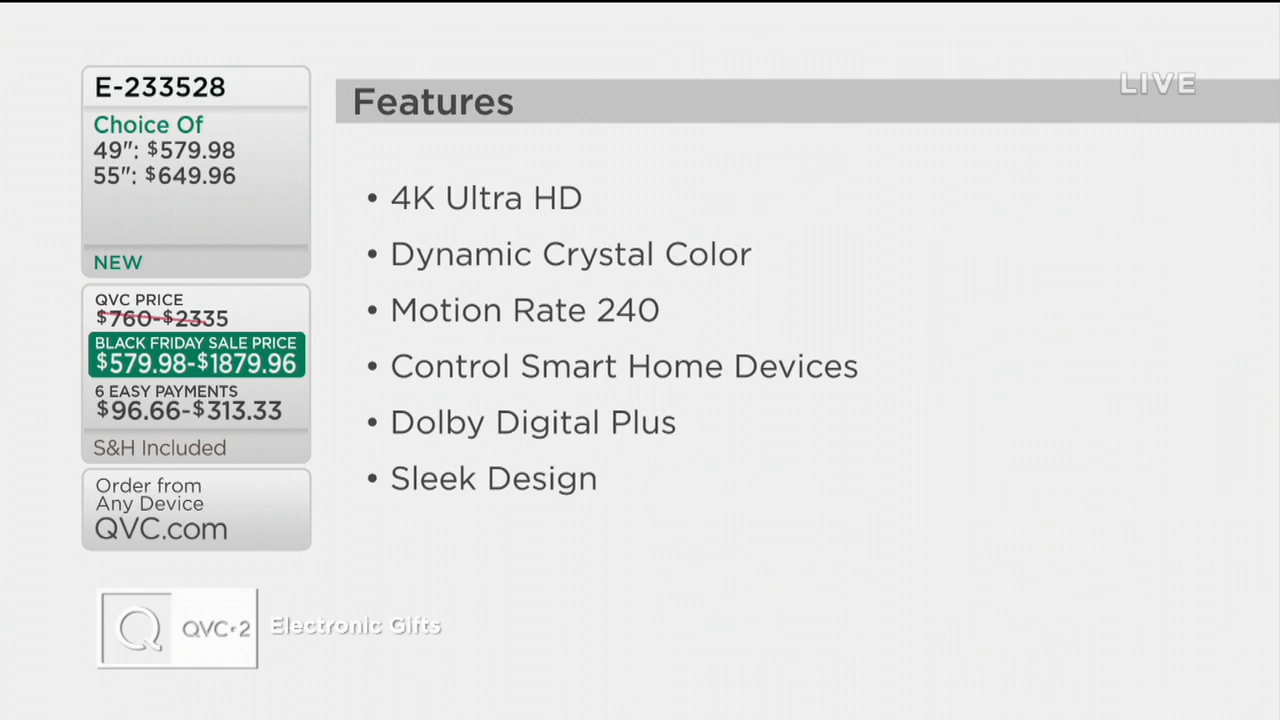 E-233528
Choice Of
49": $579.98
55": $649.96
NEW
QVC PRICE
$760-$2335
BLACK FRIDAY SALE PRICE
$579.98-$1879.96
6 EASY PAYMENTS
$96.66-$313.33
S&H Included
Order from
Any Device
QVC.com
LIVE
Features
• 4K Ultra HD
• Dynamic Crystal Color
• Motion Rate 240
• Control Smart Home Devices
• Dolby Digital Plus
• Sleek Design
Q QVC•2 Electronic Gifts